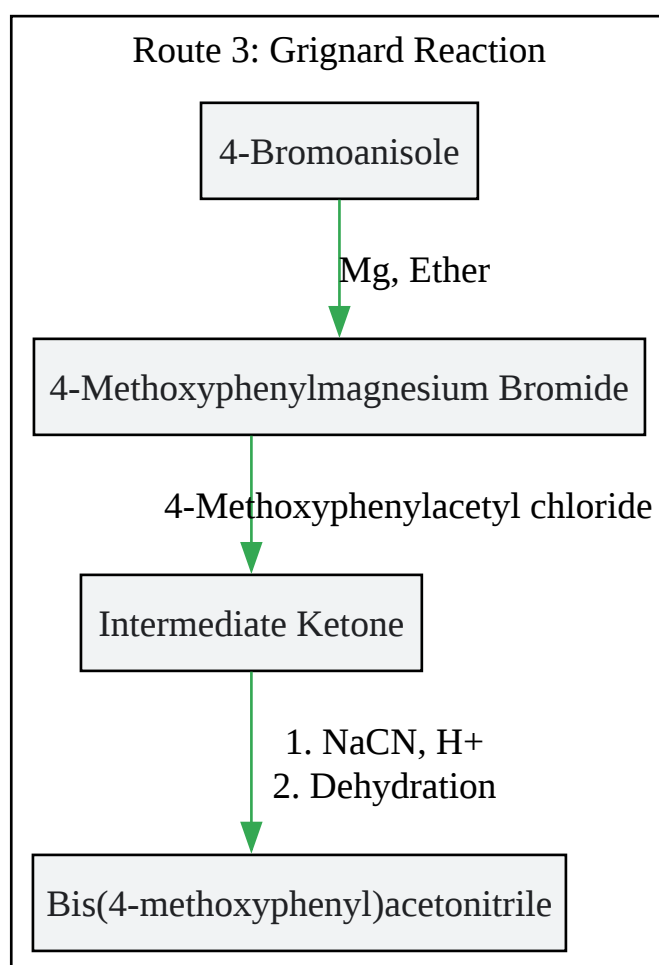 Route 3: Grignard Reaction
4-Bromoanisole
Mg, Ether
4-Methoxyphenylmagnesium Bromide
4-Methoxyphenylacetyl chloride
Intermediate Ketone
1. NaCN, H+
2. Dehydration
Bis(4-methoxyphenyl)acetonitrile